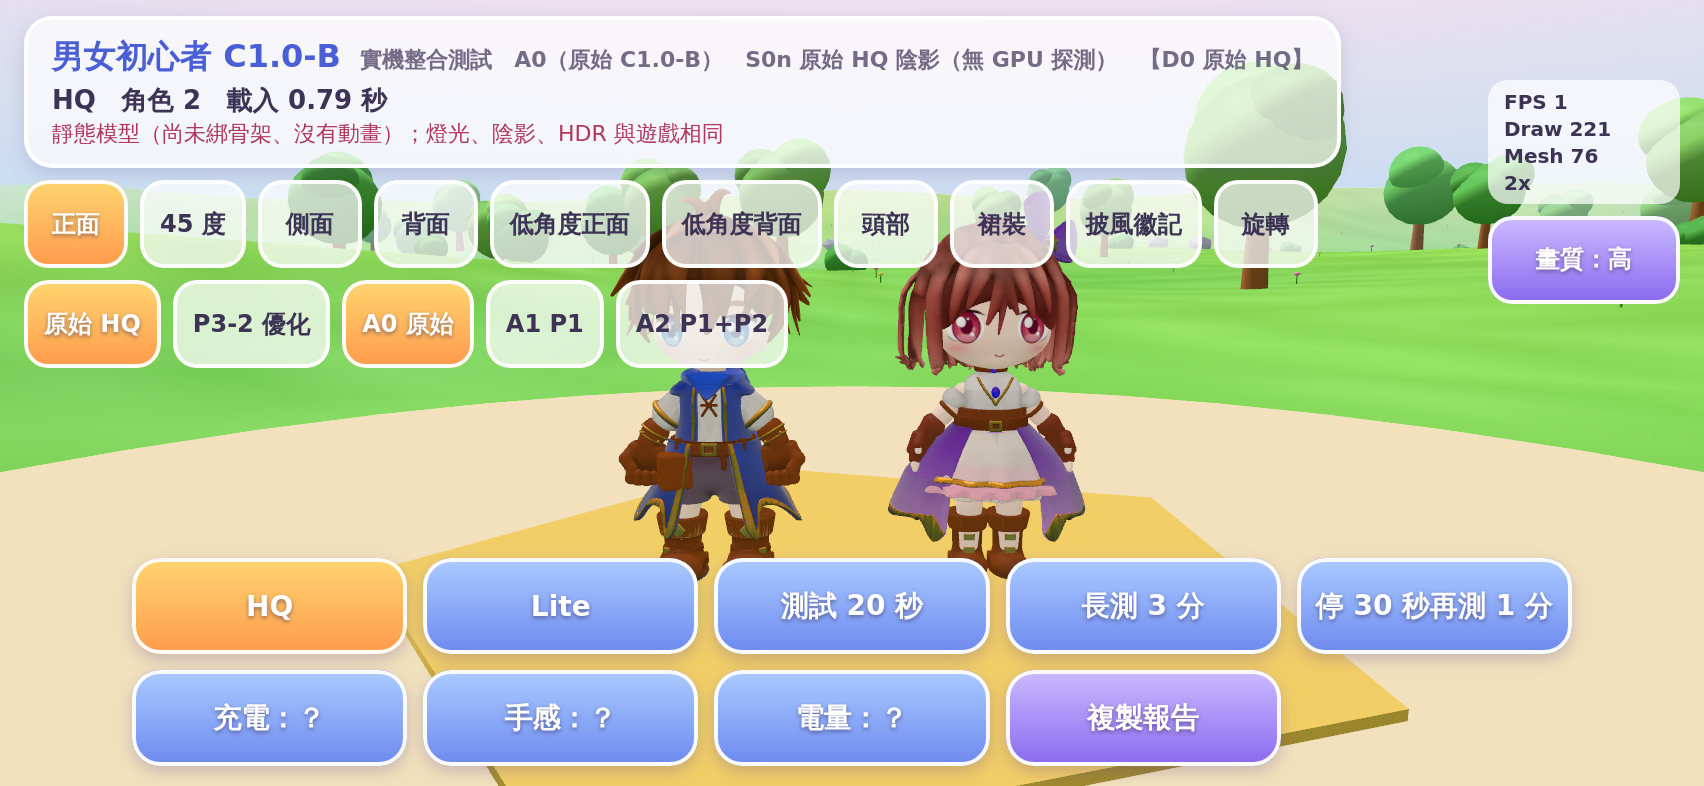 男女初心者 C1.0-B 實機整合測試 A0（原始 C1.0-B） S0n 原始 HQ 陰影（無 GPU 探測） 【D0 原始 HQ】
HQ 角色 2 載入 0.79 秒
靜態模型（尚未綁骨架、沒有動畫）；燈光、陰影、HDR 與遊戲相同
FPS 1
Draw 221
Mesh 76
2x
正面 45 度 側面 背面 低角度正面 低角度背面 頭部 裙裝 披風徽記 旋轉
畫質：高
原始 HQ P3-2 優化 A0 原始 A1 P1 A2 P1+P2
HQ Lite 測試 20 秒 長測 3 分 停 30 秒再測 1 分
充電：？ 手感：？ 電量：？ 複製報告